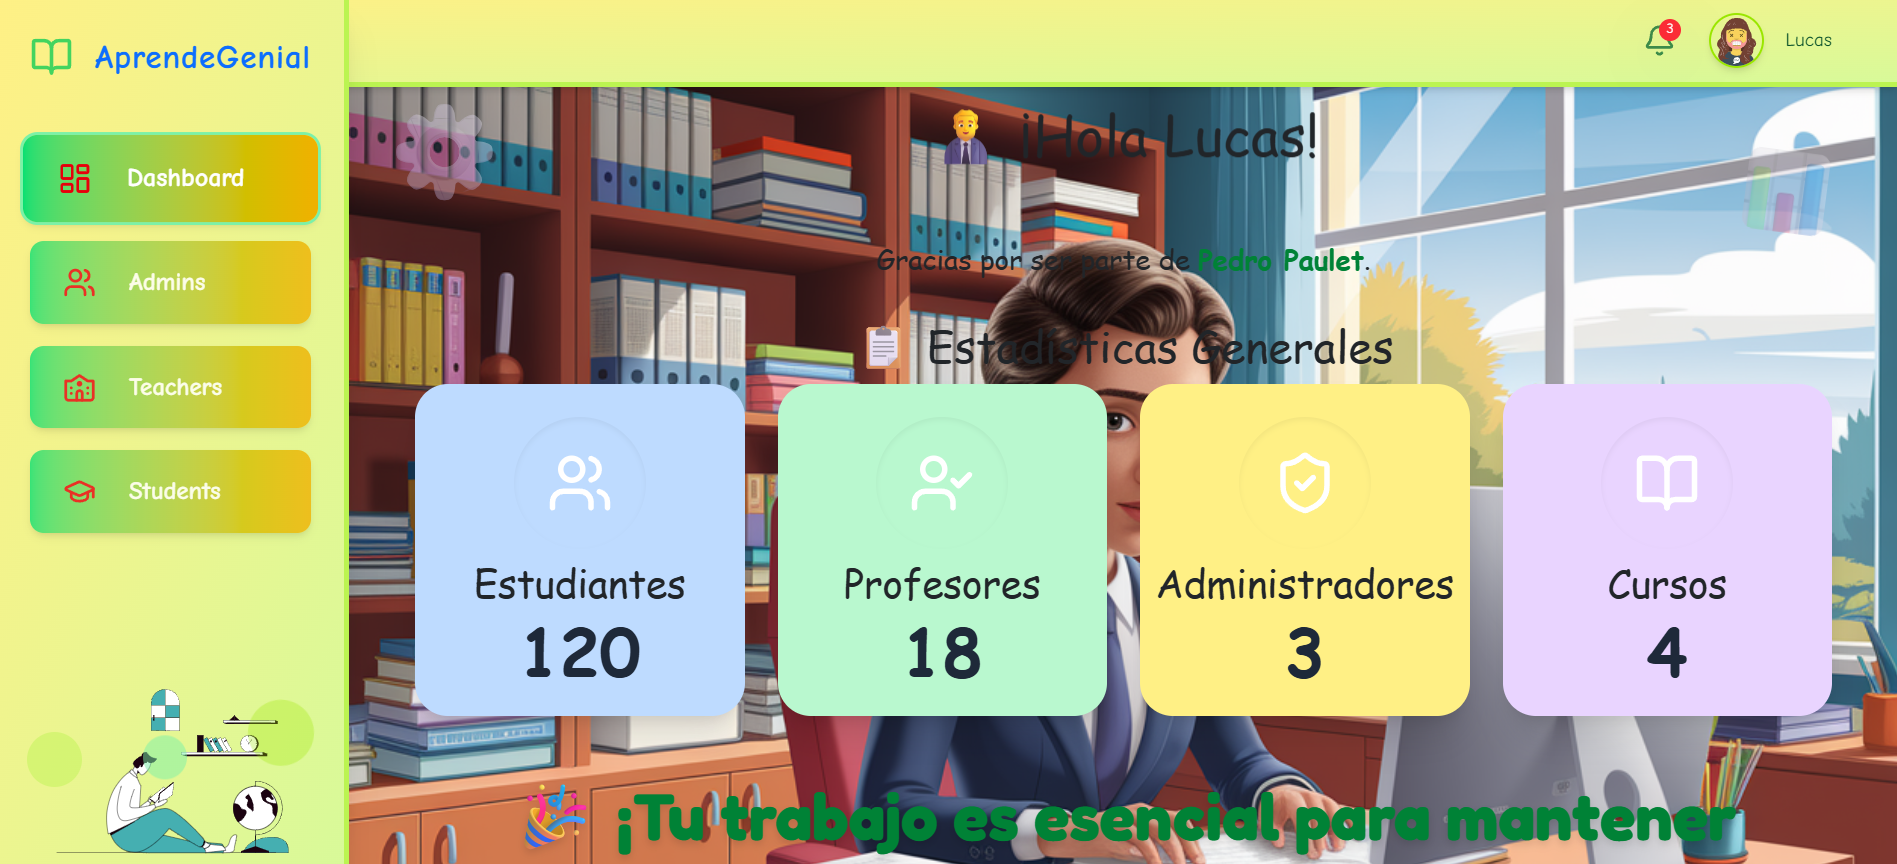 AprendeGenial
3
Lucas
Dashboard
Admins
Teachers
Students
¡Hola Lucas!
Gracias por ser parte de Pedro Paulet.
Estadísticas Generales
Estudiantes
120
Profesores
18
Administradores
3
Cursos
4
¡Tu trabajo es esencial para mantener